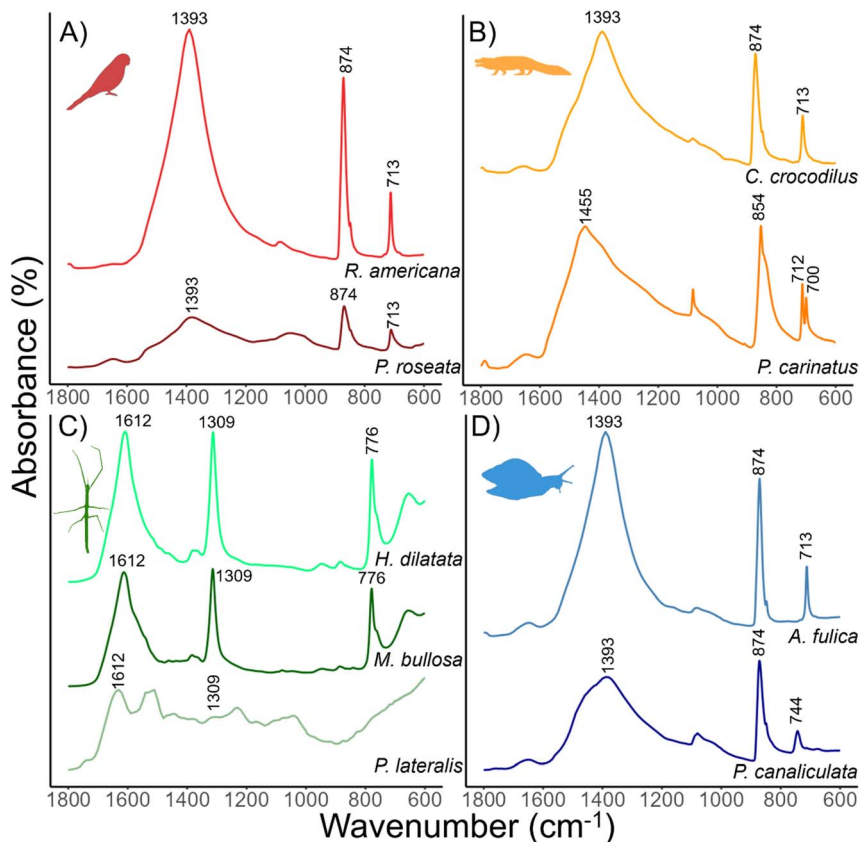 Absorbance (%)
A)
1393
874
713
R. americana
1393
874
713
P. roseata
1800 1600 1400 1200 1000 800 600
B)
1393
874
713
C. crocodilus
1455
854
712
700
P. carinatus
1800 1600 1400 1200 1000 800 600
C)
1612
1309
776
H. dilatata
1612
1309
776
M. bullosa
1612
1309
P. lateralis
1800 1600 1400 1200 1000 800 600
D)
1393
874
713
A. fulica
1393
874
744
P. canaliculata
1800 1600 1400 1200 1000 800 600
Wavenumber (cm⁻¹)